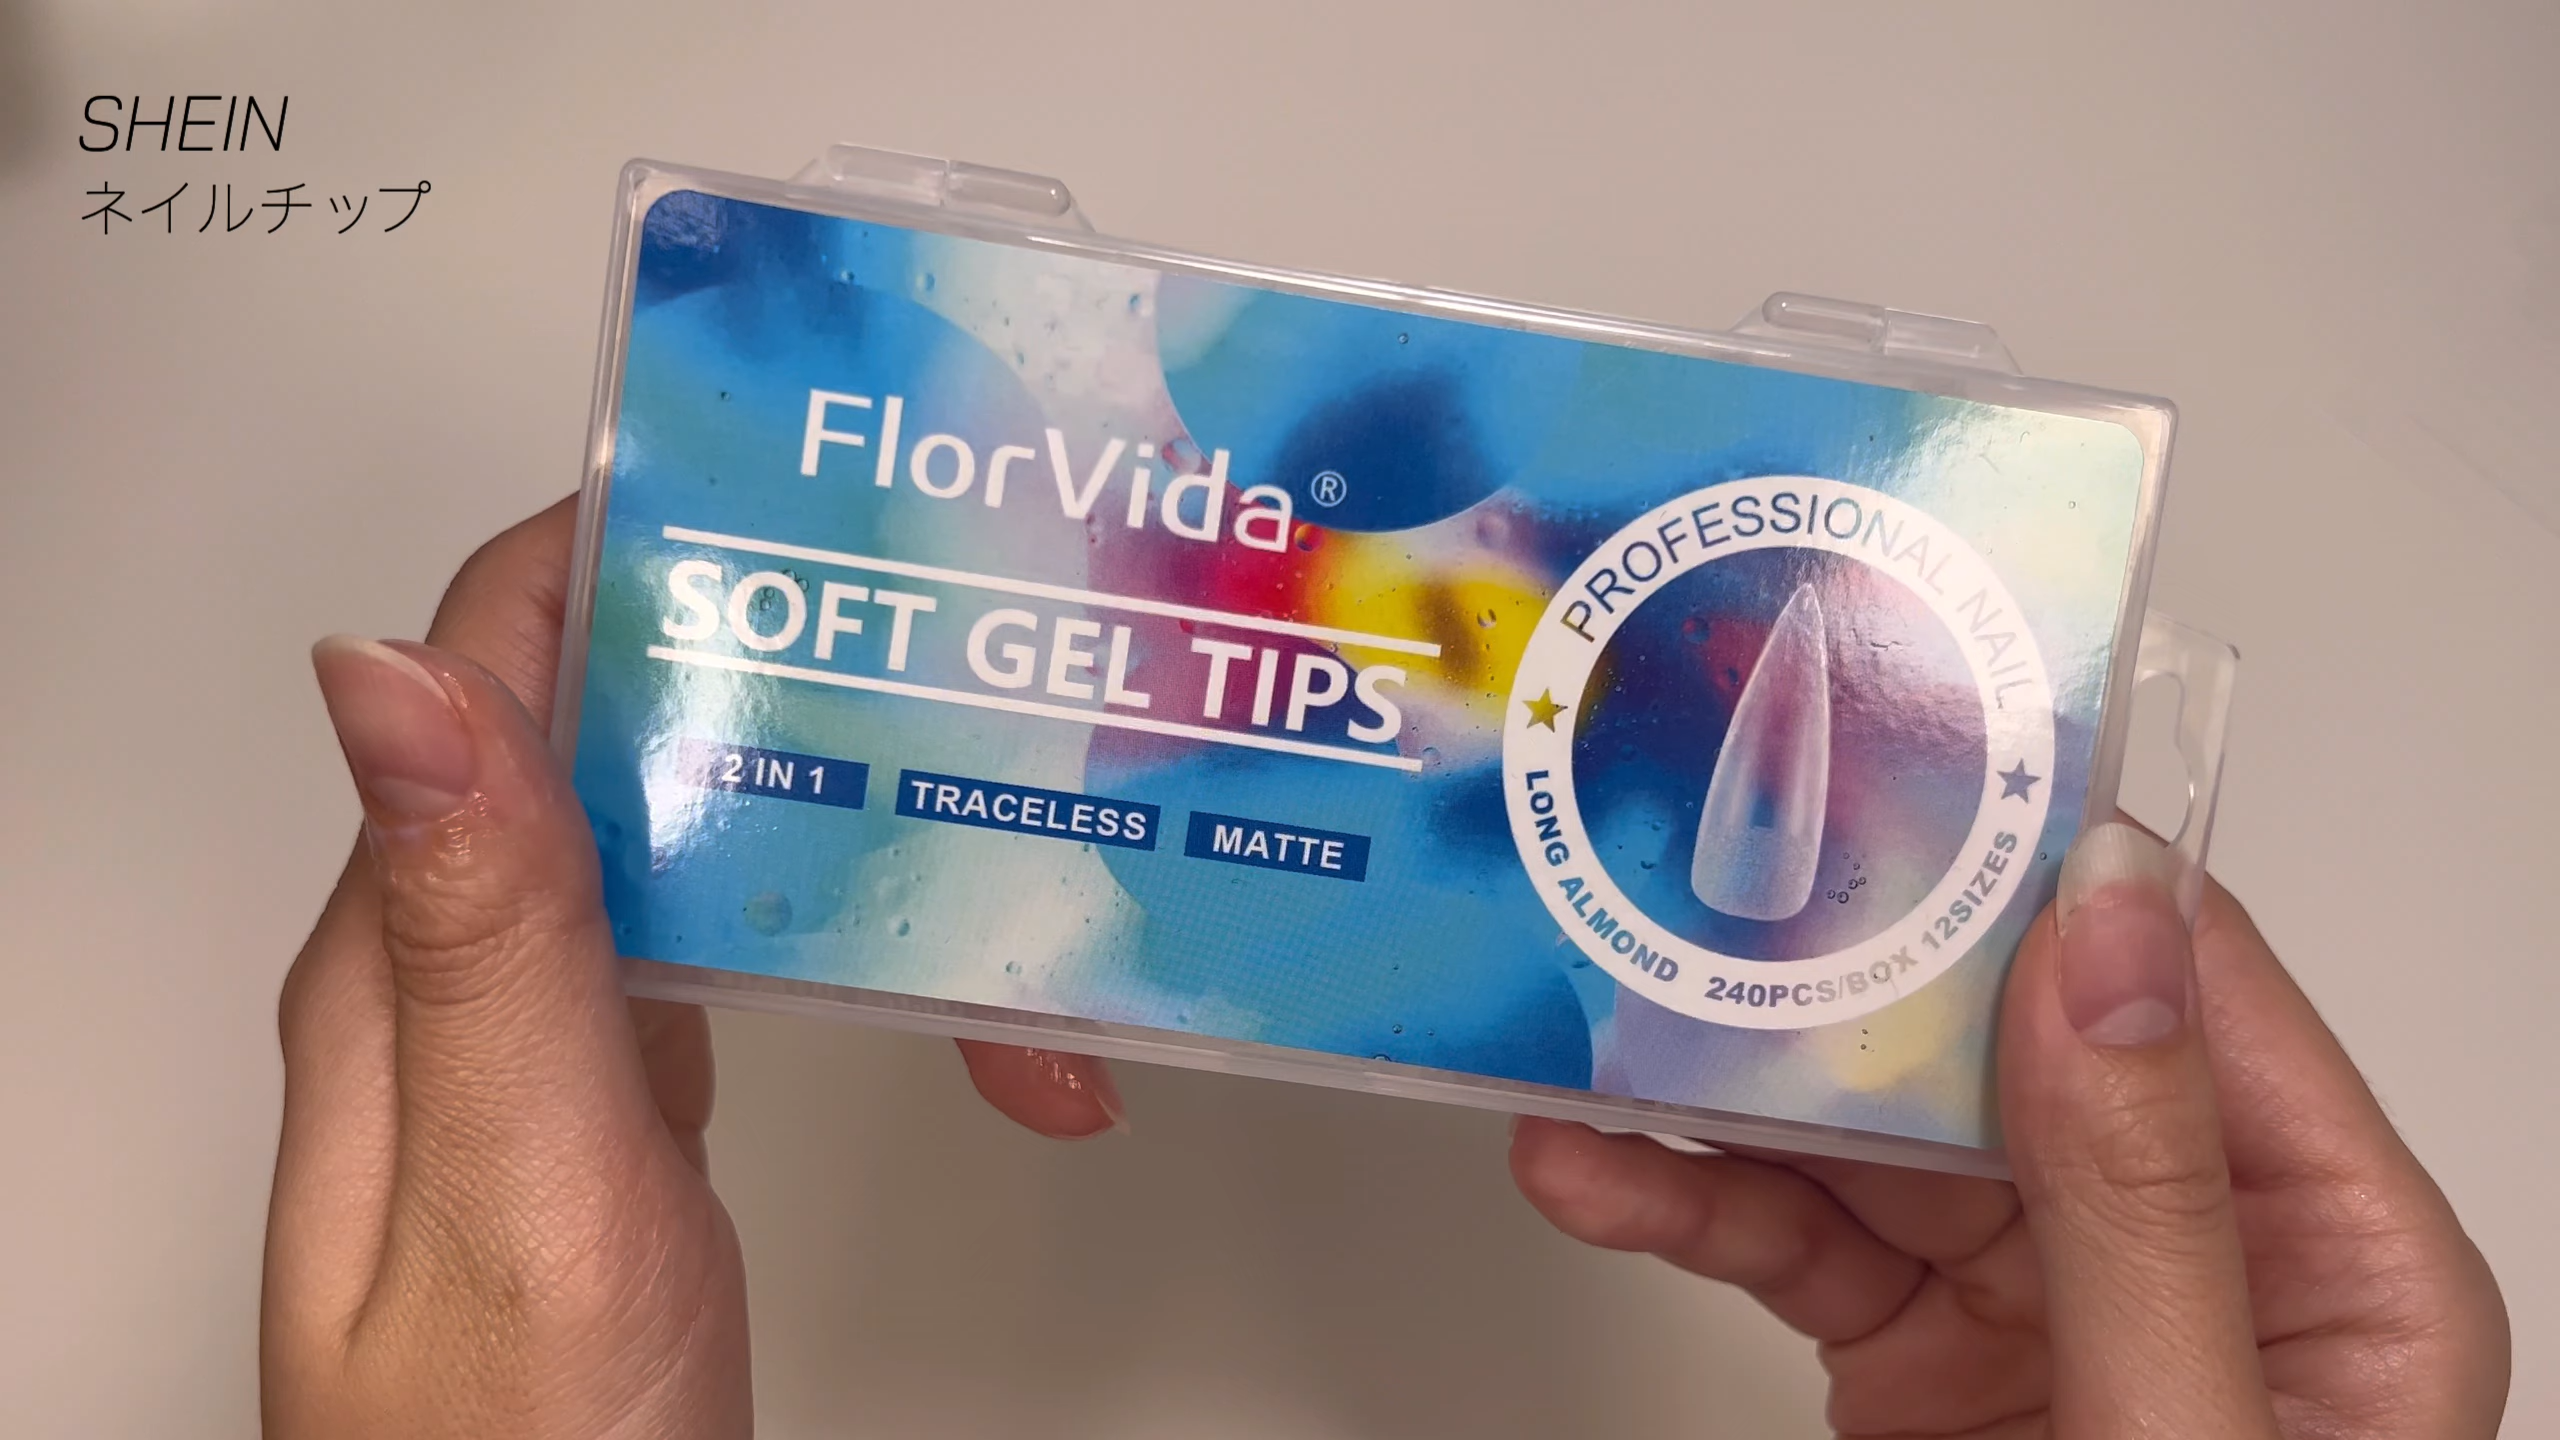 SHEIN
ネイルチップ
FlorVida®
SOFT GEL TIPS
2 IN 1
TRACELESS
MATTE
PROFESSIONAL NAIL
LONG ALMOND 240PCS/BOX 12SIZES